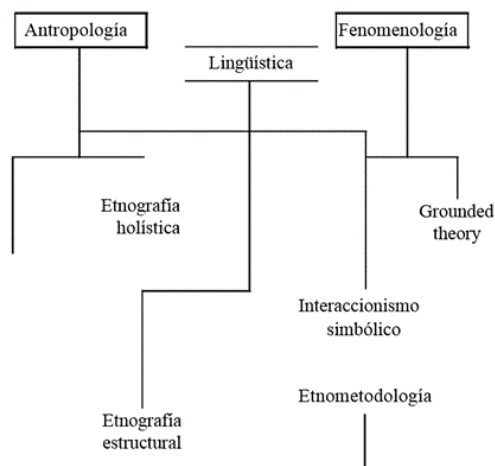 Antropología
Lingüística
Fenomenología
Etnografía
holística
Grounded
theory
Interaccionismo
simbólico
Etnometodología
Etnografía
estructural